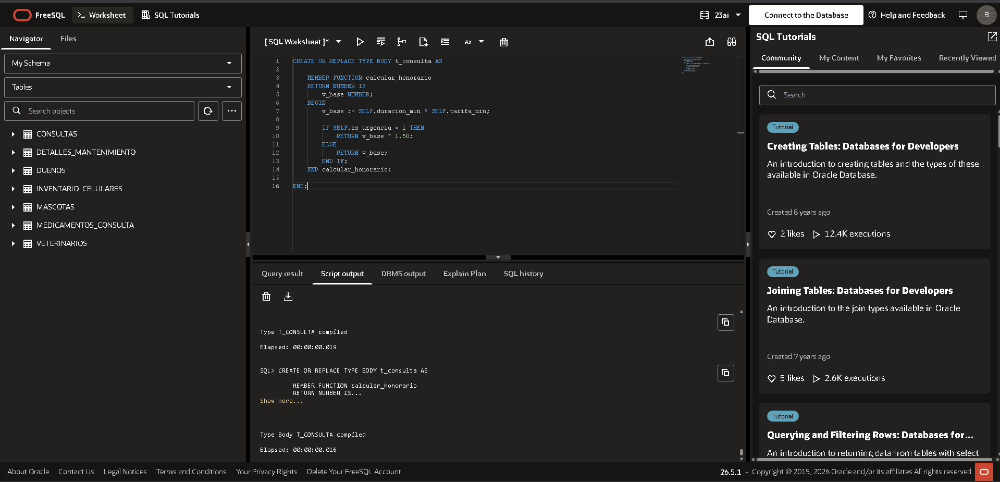 FreeSQL
Worksheet
SQL Tutorials
23ai
Connect to the Database
Help and Feedback
B
Navigator
Files
My Schema
Tables
Search objects
CONSULTAS
DETALLES_MANTENIMIENTO
DUENOS
INVENTARIO_CELULARES
MASCOTAS
MEDICAMENTOS_CONSULTA
VETERINARIOS
[ SQL Worksheet ]*
Aa
1 CREATE OR REPLACE TYPE BODY t_consulta AS
2
3 MEMBER FUNCTION calcular_honorario
4 RETURN NUMBER IS
5 v_base NUMBER;
6 BEGIN
7 v_base := SELF.duracion_min * SELF.tarifa_min;
8
9 IF SELF.es_urgencia = 1 THEN
10 RETURN v_base * 1.50;
11 ELSE
12 RETURN v_base;
13 END IF;
14 END calcular_honorario;
15
16 END;
Query result
Script output
DBMS output
Explain Plan
SQL history
Type T_CONSULTA compiled
Elapsed: 00:00:00.019
SQL> CREATE OR REPLACE TYPE BODY t_consulta AS
MEMBER FUNCTION calcular_honorario
RETURN NUMBER IS...
Show more...
Type Body T_CONSULTA compiled
Elapsed: 00:00:00.016
SQL Tutorials
Community
My Content
My Favorites
Recently Viewed
Search
Tutorial
Creating Tables: Databases for Developers
An introduction to creating tables and the types of these
available in Oracle Database.
Created 8 years ago
2 likes
12.4K executions
Tutorial
Joining Tables: Databases for Developers
An introduction to the join types available in Oracle
Database.
Created 7 years ago
5 likes
2.6K executions
Tutorial
Querying and Filtering Rows: Databases for...
An introduction to returning data from tables with select
About Oracle
Contact Us
Legal Notices
Terms and Conditions
Your Privacy Rights
Delete Your FreeSQL Account
26.5.1 - Copyright © 2015, 2026 Oracle and/or its affiliates All rights reserved